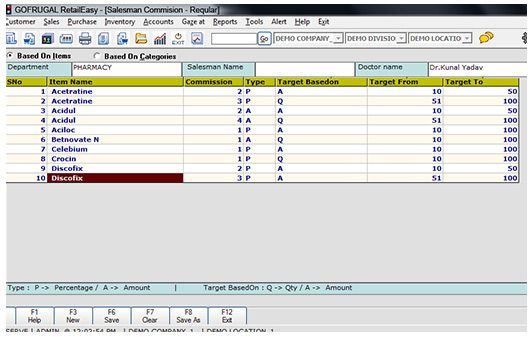 GOFRUGAL RetailEasy - [Salesman Commision - Reqular]
Customer Sales Purchase Inventory Accounts Gaze at Reports Tools Alert Help Start
EXIT Go DEMO COMPANY_ DEMO DIVISIO DEMO LOCATIO
Based On Items Based On Categories
Department PHARMACY Salesman Name Doctor name Dr.Kunal Yadav
SNo Item Name Commission Type Target Basedon Target From Target To
1 Acetratine 2 P A 10 50
2 Acetratine 3 P Q 51 100
3 Acidul 2 P A 10 50
4 Acidul 4 A Q 51 100
5 Aciloc 1 P A 10 100
6 Betnovate N 1 A Q 10 100
7 Celebium 1 P A 10 100
8 Crocin 1 P Q 10 100
9 Discofix 2 P A 10 50
10 Discofix 3 P A 51 100
Type : P -> Percentage / A -> Amount | Target BasedOn : Q -> Qty / A -> Amount
F1 F3 F6 F7 F8 F12
Help New Save Clear Save As Exit
SERVE | ADMIN @ 12:03:54 PM | DEMO COMPANY 1 | DEMO LOCATION 1